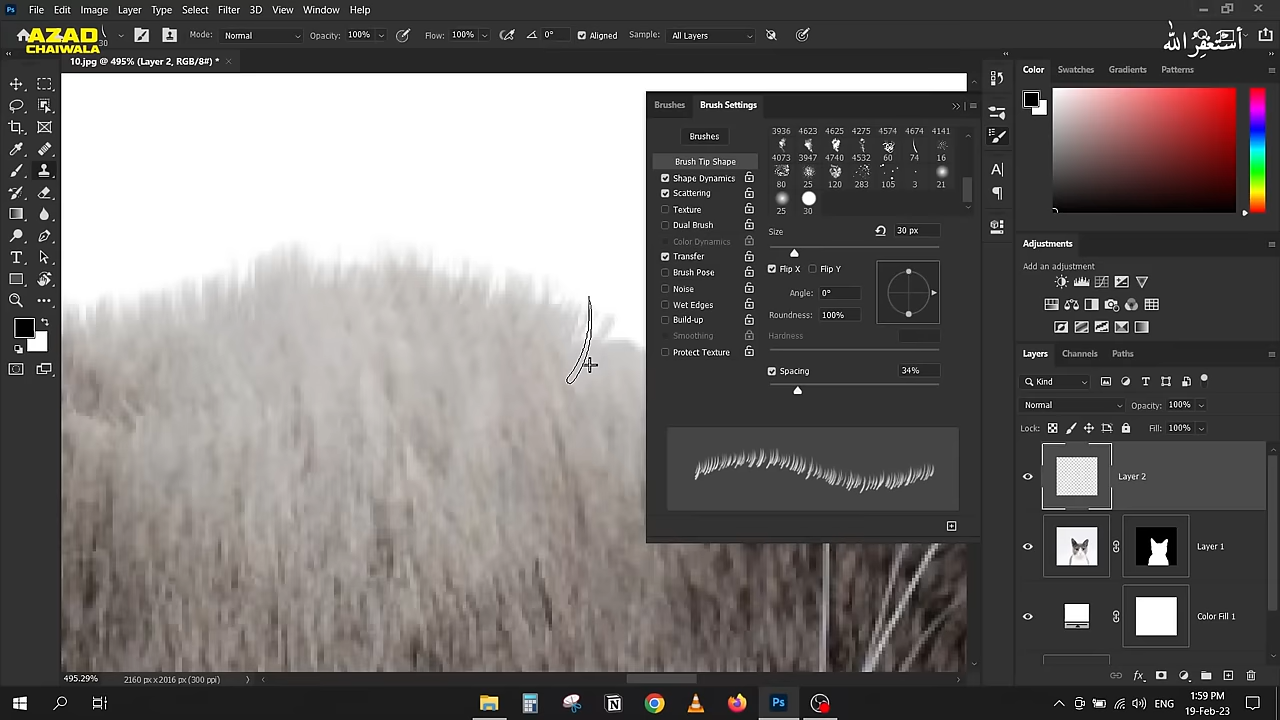 Ps File Edit Image Layer Type Select Filter 3D View Window Help
AZAD
CHAIWALA
30 Mode: Normal Opacity: 100% Flow: 100% 0° Aligned Sample: All Layers
أستغفر الله
10.jpg @ 495% (Layer 2, RGB/8#) * ×
Brushes Brush Settings
Brushes
Brush Tip Shape
Shape Dynamics
Scattering
Texture
Dual Brush
Color Dynamics
Transfer
Brush Pose
Noise
Wet Edges
Build-up
Smoothing
Protect Texture
3936 4623 4625 4275 4574 4674 4141
4073 3947 4740 4532 60 74 16
80 25 120 283 105 3 21
25 30
Size 30 px
Flip X Flip Y
Angle: 0°
Roundness: 100%
Hardness
Spacing 34%
Color Swatches Gradients Patterns
Adjustments
Add an adjustment
Layers Channels Paths
Kind
Normal Opacity: 100%
Lock: Fill: 100%
Layer 2
Layer 1
Color Fill 1
fx
495.29% 2160 px x 2016 px (300 ppi)
Ps
1:59 PM
19-Feb-23